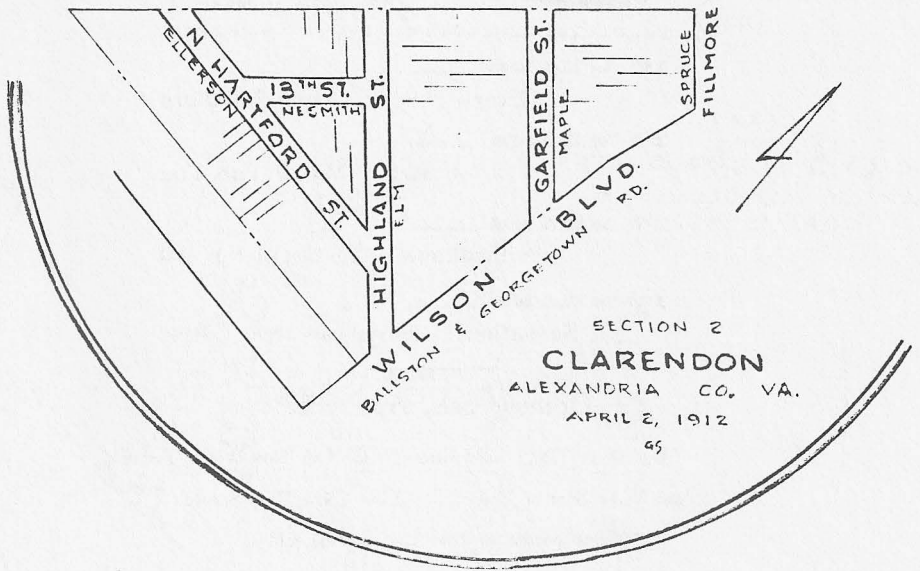 N HARTFORD ST.
ELLERSON
13TH ST.
NESMITH
HIGHLAND ST.
ELM
GARFIELD ST.
MAPLE
SPRUCE
FILLMORE
WILSON BLVD.
BALLSTON & GEORGETOWN RD.
SECTION 2
CLARENDON
ALEXANDRIA CO. VA.
APRIL 2, 1912
GS